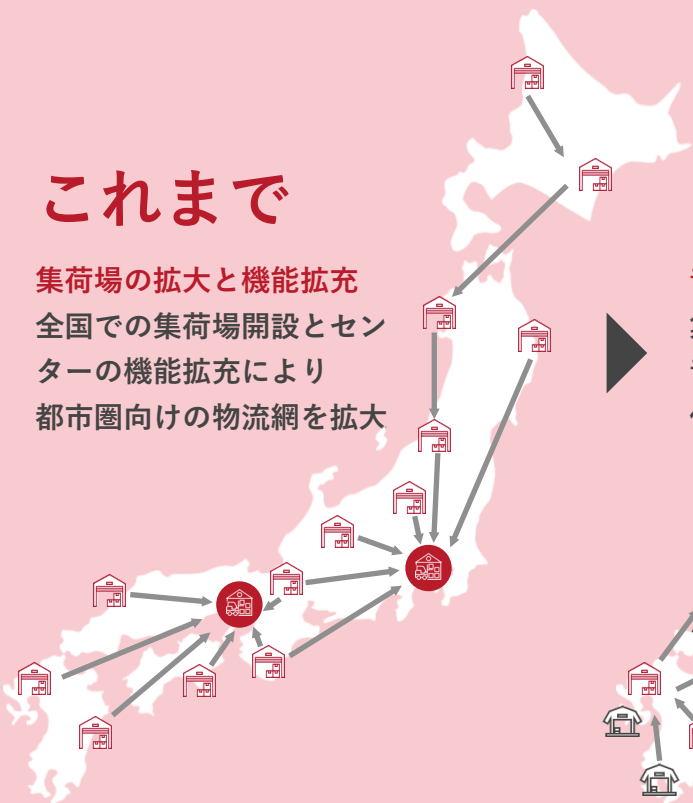 これまで
集荷場の拡大と機能拡充
全国での集荷場開設とセン
ターの機能拡充により
都市圏向けの物流網を拡大